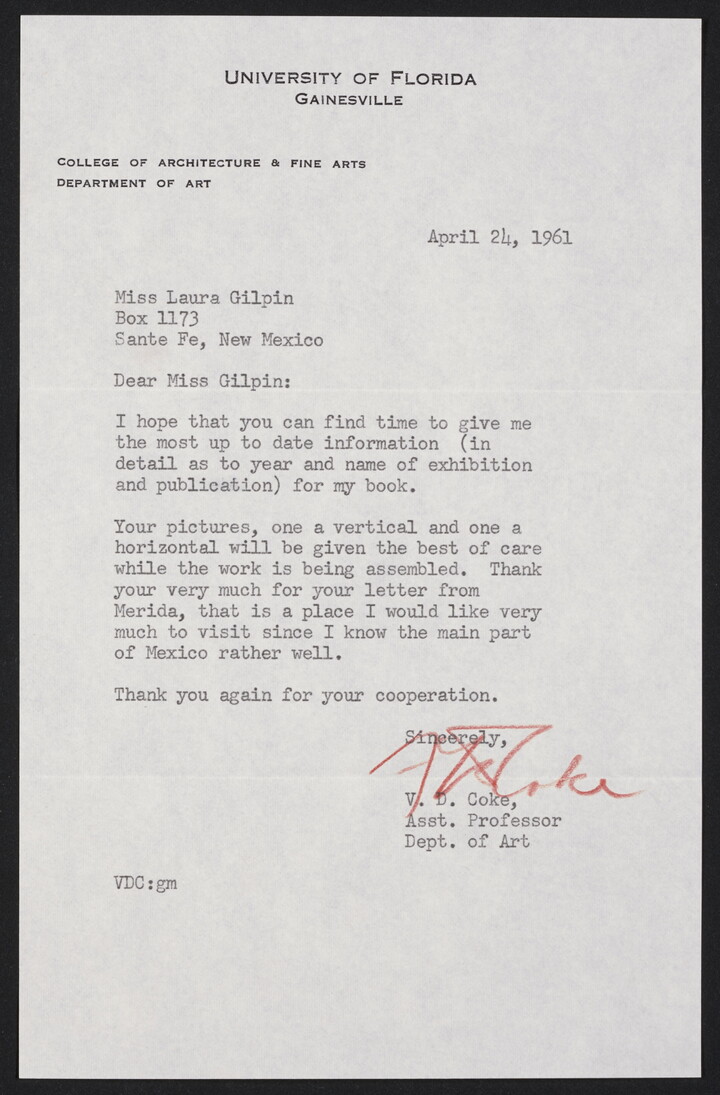 UNIVERSITY OF FLORIDA
GAINESVILLE
COLLEGE OF ARCHITECTURE & FINE ARTS
DEPARTMENT OF ART
April 24, 1961
Miss Laura Gilpin
Box 1173
Sante Fe, New Mexico
Dear Miss Gilpin:
I hope that you can find time to give me
the most up to date information (in
detail as to year and name of exhibition
and publication) for my book.
Your pictures, one a vertical and one a
horizontal will be given the best of care
while the work is being assembled. Thank
your very much for your letter from
Merida, that is a place I would like very
much to visit since I know the main part
of Mexico rather well.
Thank you again for your cooperation.
Sincerely,
Coke
V. D. Coke,
Asst. Professor
Dept. of Art
VDC:gm